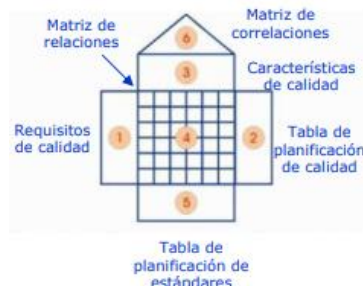 Matriz de
relaciones
Matriz de
correlaciones
6
3
Características
de calidad
Requisitos
de calidad
1
4
2
Tabla de
planificación
de calidad
5
Tabla de
planificación de
estándares